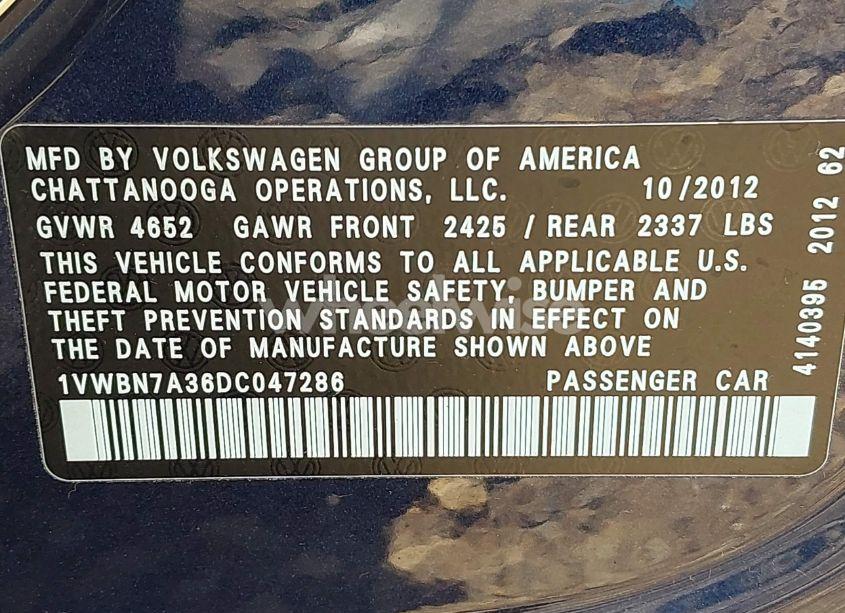 MFD BY VOLKSWAGEN GROUP OF AMERICA
CHATTANOOGA OPERATIONS, LLC. 10/2012
GVWR 4652 GAWR FRONT 2425 / REAR 2337 LBS
THIS VEHICLE CONFORMS TO ALL APPLICABLE U.S.
FEDERAL MOTOR VEHICLE SAFETY, BUMPER AND
THEFT PREVENTION STANDARDS IN EFFECT ON
THE DATE OF MANUFACTURE SHOWN ABOVE
1VWBN7A36DC047286 PASSENGER CAR
4140395 2012 62
wheelwise